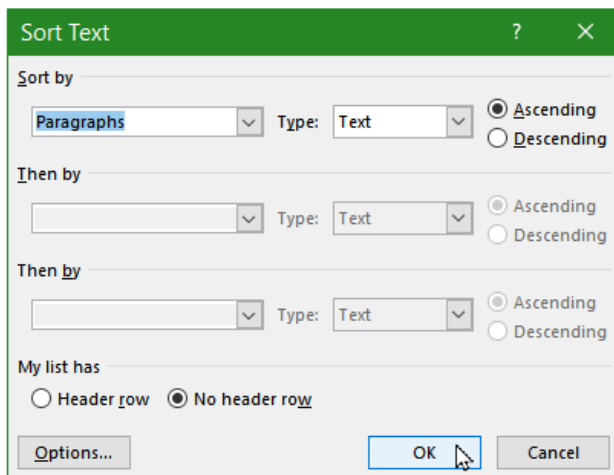 Sort Text ?
Sort by
Paragraphs Type: Text Ascending
Descending
Then by
Type: Text Ascending
Descending
Then by
Type: Text Ascending
Descending
My list has
Header row No header row
Options... OK Cancel